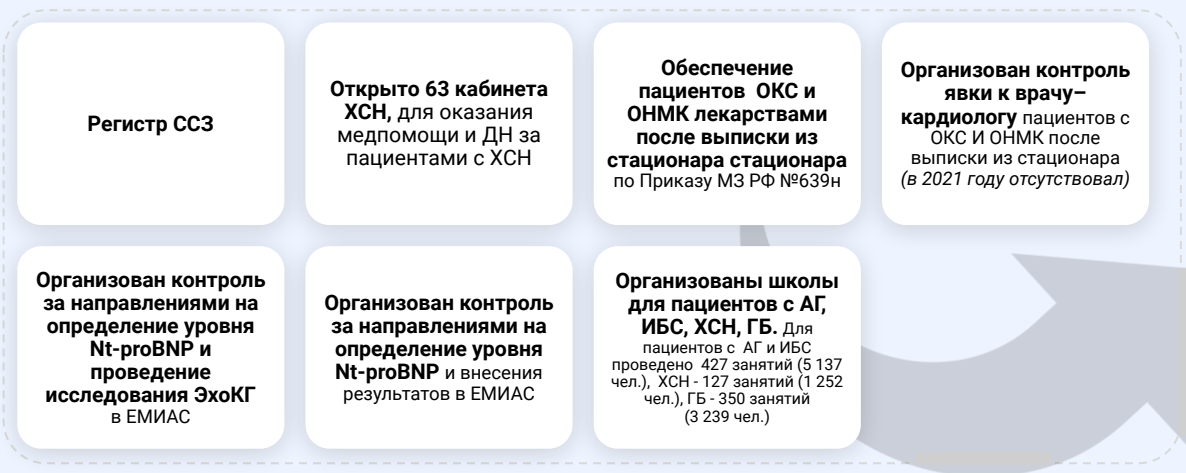 Регистр ССЗ
Открыто 63 кабинета
ХСН, для оказания
медпомощи и ДН за
пациентами с ХСН
Обеспечение
пациентов ОКС и
ОНМК лекарствами
после выписки из
стационара стационара
по Приказу МЗ РФ №639н
Организован контроль
явки к врачу–
кардиологу пациентов с
ОКС И ОНМК после
выписки из стационара
(в 2021 году отсутствовал)
Организован контроль
за направлениями на
определение уровня
Nt-proBNP и
проведение
исследования ЭхоКГ
в ЕМИАС
Организован контроль
за направлениями на
определение уровня
Nt-proBNP и внесения
результатов в ЕМИАС
Организованы школы
для пациентов с АГ,
ИБС, ХСН, ГБ. Для
пациентов с АГ и ИБС
проведено 427 занятий (5 137
чел.), ХСН - 127 занятий (1 252
чел.), ГБ - 350 занятий
(3 239 чел.)